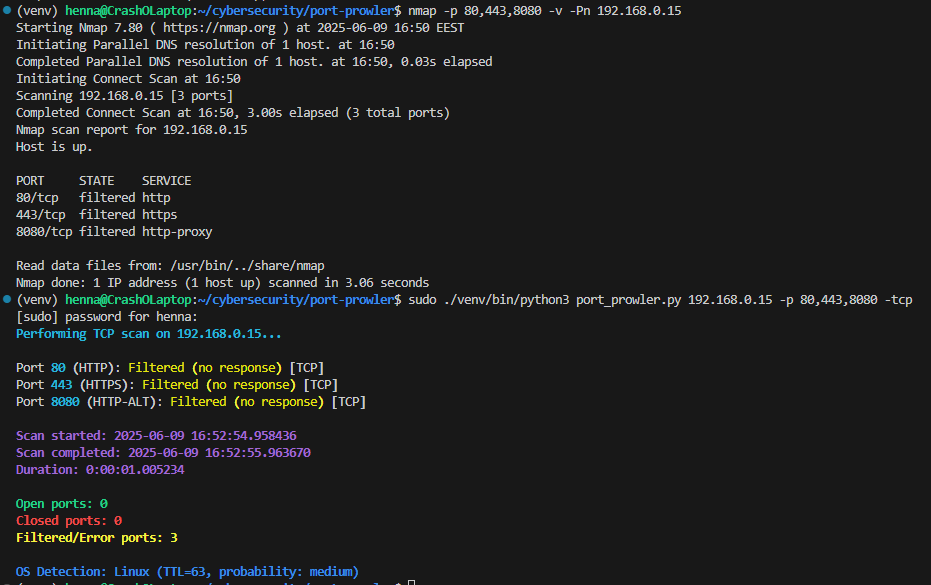 (venv) henna@CrashOLaptop:~/cybersecurity/port-prowler$ nmap -p 80,443,8080 -v -Pn 192.168.0.15
Starting Nmap 7.80 ( https://nmap.org ) at 2025-06-09 16:50 EEST
Initiating Parallel DNS resolution of 1 host. at 16:50
Completed Parallel DNS resolution of 1 host. at 16:50, 0.03s elapsed
Initiating Connect Scan at 16:50
Scanning 192.168.0.15 [3 ports]
Completed Connect Scan at 16:50, 3.00s elapsed (3 total ports)
Nmap scan report for 192.168.0.15
Host is up.
PORT STATE SERVICE
80/tcp filtered http
443/tcp filtered https
8080/tcp filtered http-proxy
Read data files from: /usr/bin/../share/nmap
Nmap done: 1 IP address (1 host up) scanned in 3.06 seconds
(venv) henna@CrashOLaptop:~/cybersecurity/port-prowler$ sudo ./venv/bin/python3 port_prowler.py 192.168.0.15 -p 80,443,8080 -tcp
[sudo] password for henna:
Performing TCP scan on 192.168.0.15...
Port 80 (HTTP): Filtered (no response) [TCP]
Port 443 (HTTPS): Filtered (no response) [TCP]
Port 8080 (HTTP-ALT): Filtered (no response) [TCP]
Scan started: 2025-06-09 16:52:54.958436
Scan completed: 2025-06-09 16:52:55.963670
Duration: 0:00:01.005234
Open ports: 0
Closed ports: 0
Filtered/Error ports: 3
OS Detection: Linux (TTL=63, probability: medium)